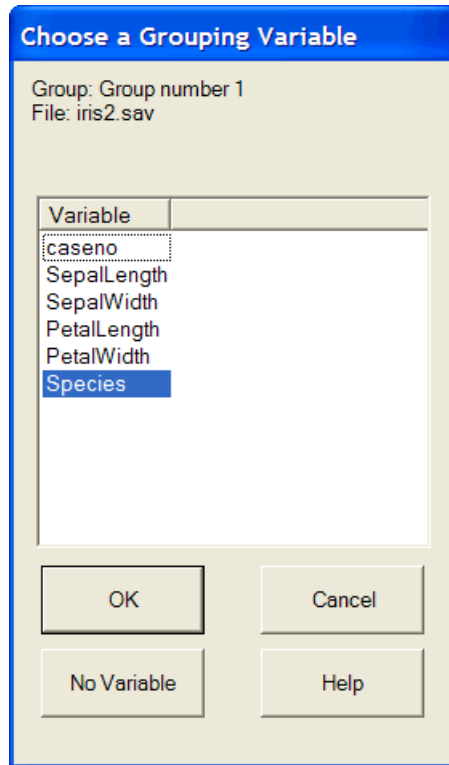 Choose a Grouping Variable
Group: Group number 1
File: iris2.sav
Variable
caseno
SepalLength
SepalWidth
PetalLength
PetalWidth
Species
OK
Cancel
No Variable
Help